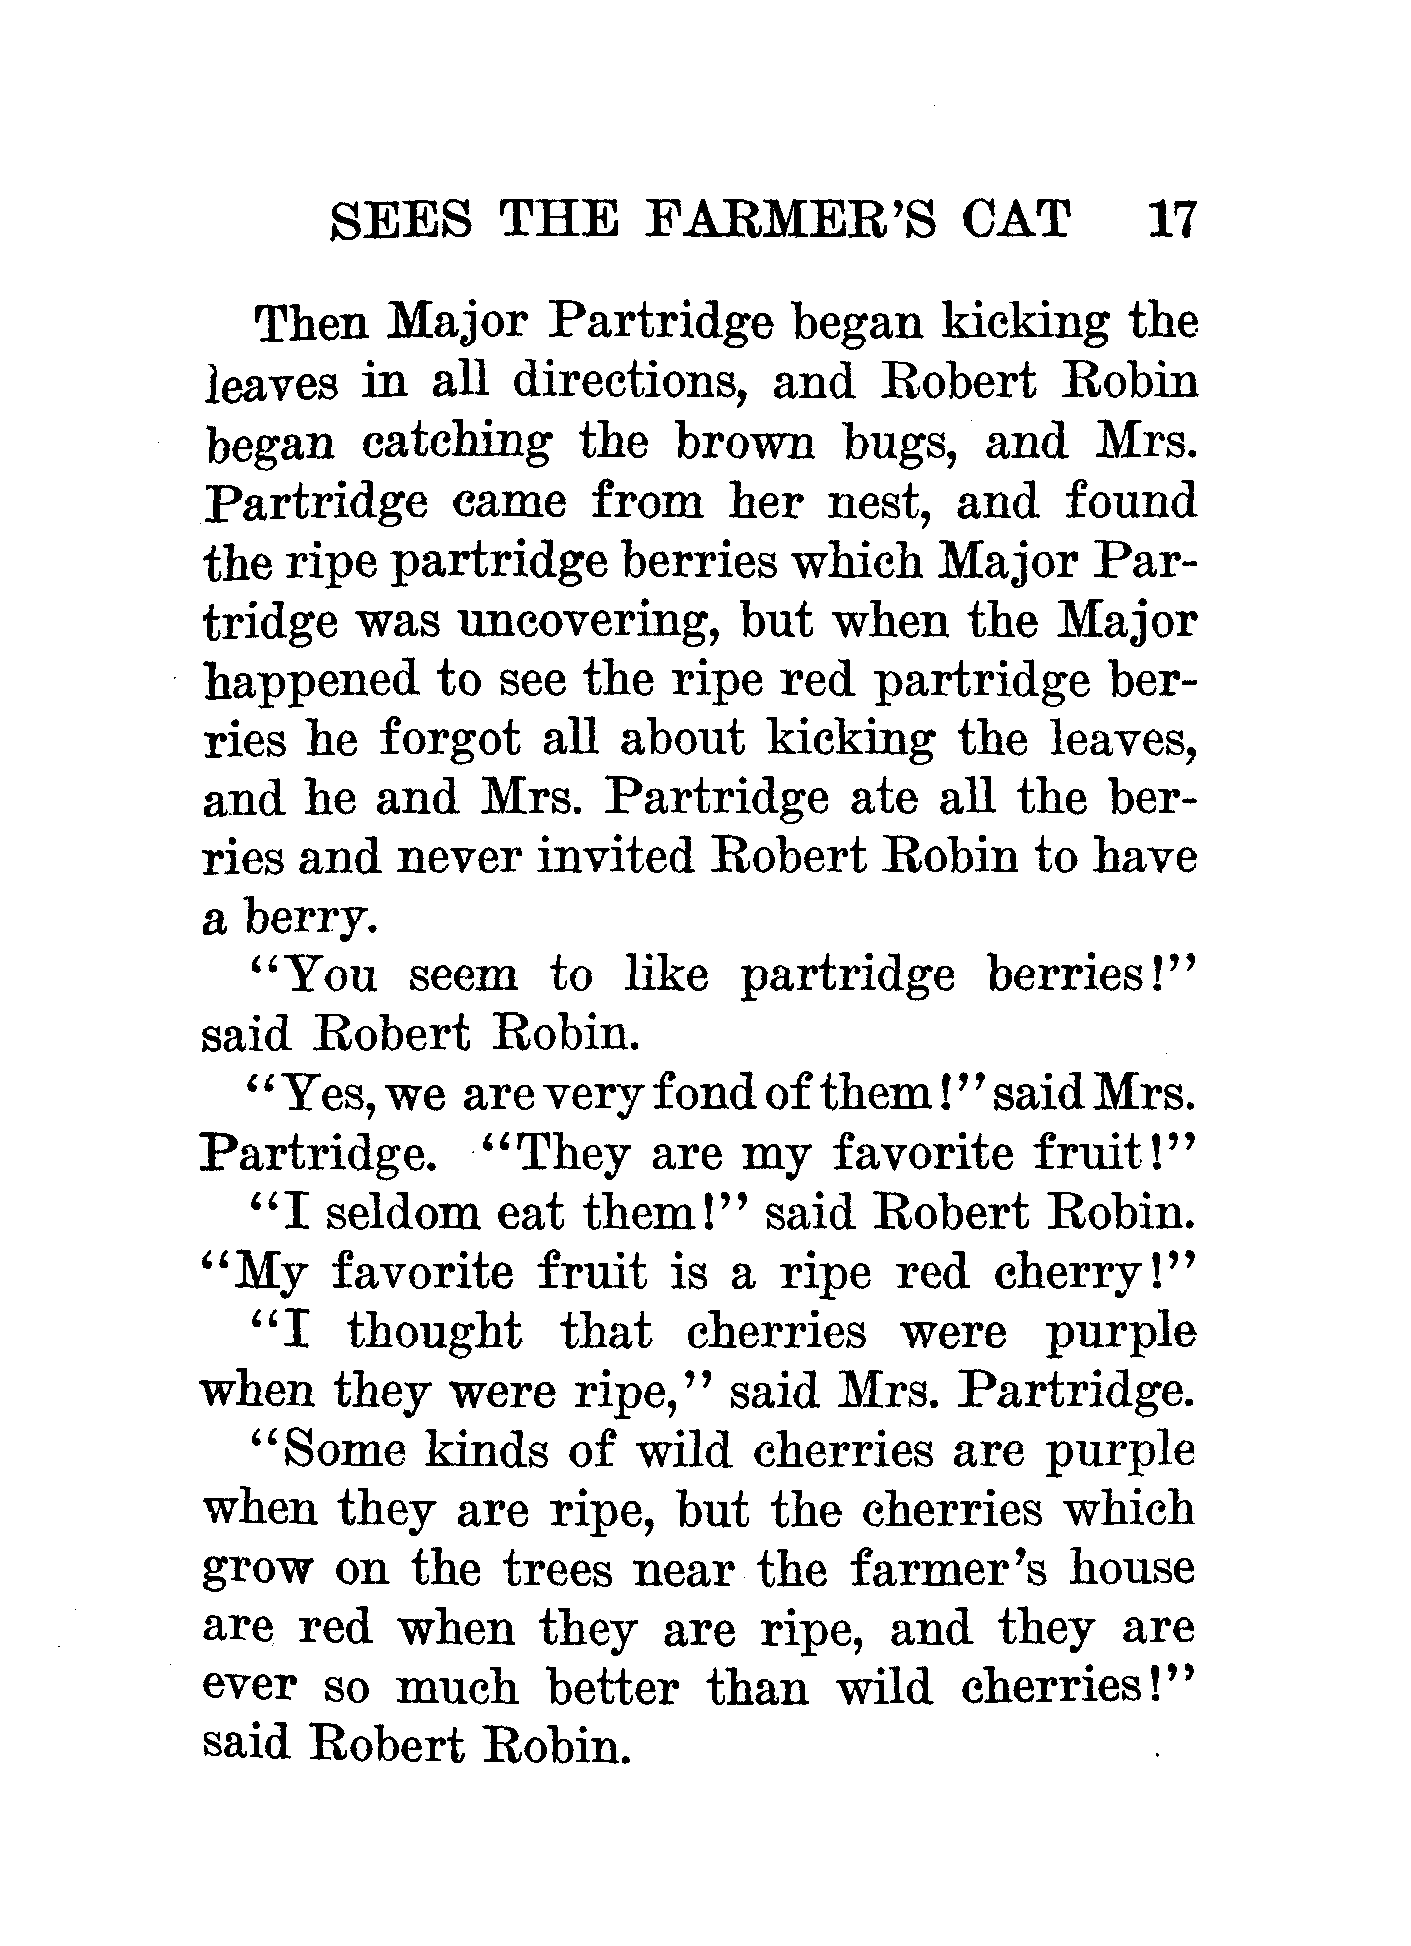 SEES THE FARMER'S CAT 17
Then Major Partridge began kicking the
leaves in all directions, and Robert Robin
began catching the brown bugs, and Mrs.
Partridge came from her nest, and found
the ripe partridge berries which Major Par-
tridge was uncovering, but when the Major
happened to see the ripe red partridge ber-
ries he forgot all about kicking the leaves,
and he and Mrs. Partridge ate all the ber-
ries and never invited Robert Robin to have
a berry.
"You seem to like partridge berries!"
said Robert Robin.
"Yes, we are very fond of them!" said Mrs.
Partridge. "They are my favorite fruit!"
"I seldom eat them!" said Robert Robin.
"My favorite fruit is a ripe red cherry!"
"I thought that cherries were purple
when they were ripe," said Mrs. Partridge.
"Some kinds of wild cherries are purple
when they are ripe, but the cherries which
grow on the trees near the farmer's house
are red when they are ripe, and they are
ever so much better than wild cherries!"
said Robert Robin.